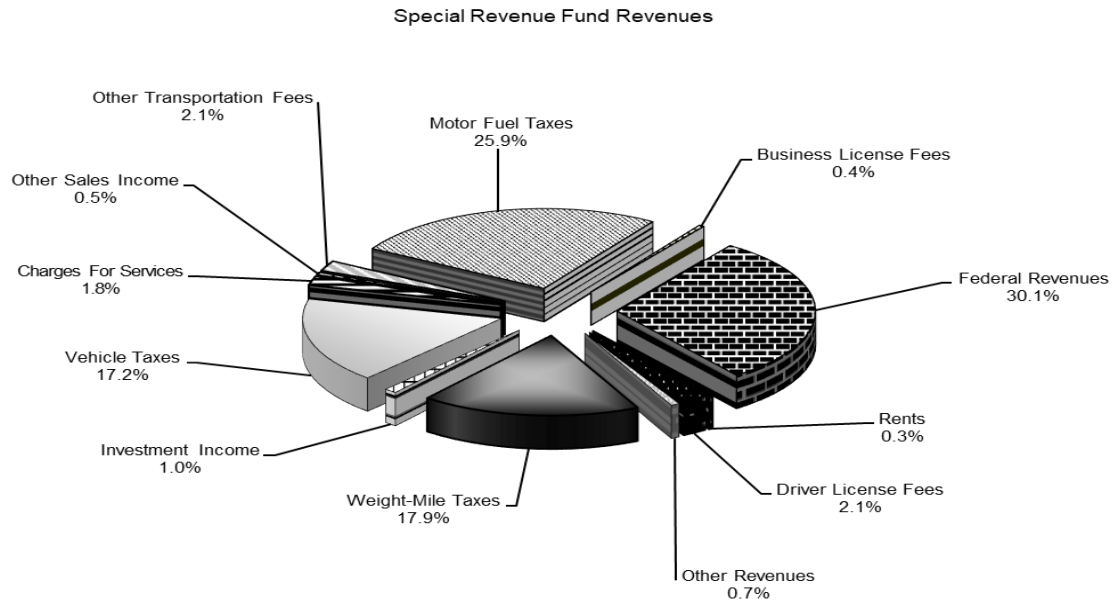 Special Revenue Fund Revenues
Other Transportation Fees
2.1%
Motor Fuel Taxes
25.9%
Business License Fees
0.4%
Other Sales Income
0.5%
Charges For Services
1.8%
Federal Revenues
30.1%
Vehicle Taxes
17.2%
Rents
0.3%
Investment Income
1.0%
Driver License Fees
2.1%
Weight-Mile Taxes
17.9%
Other Revenues
0.7%